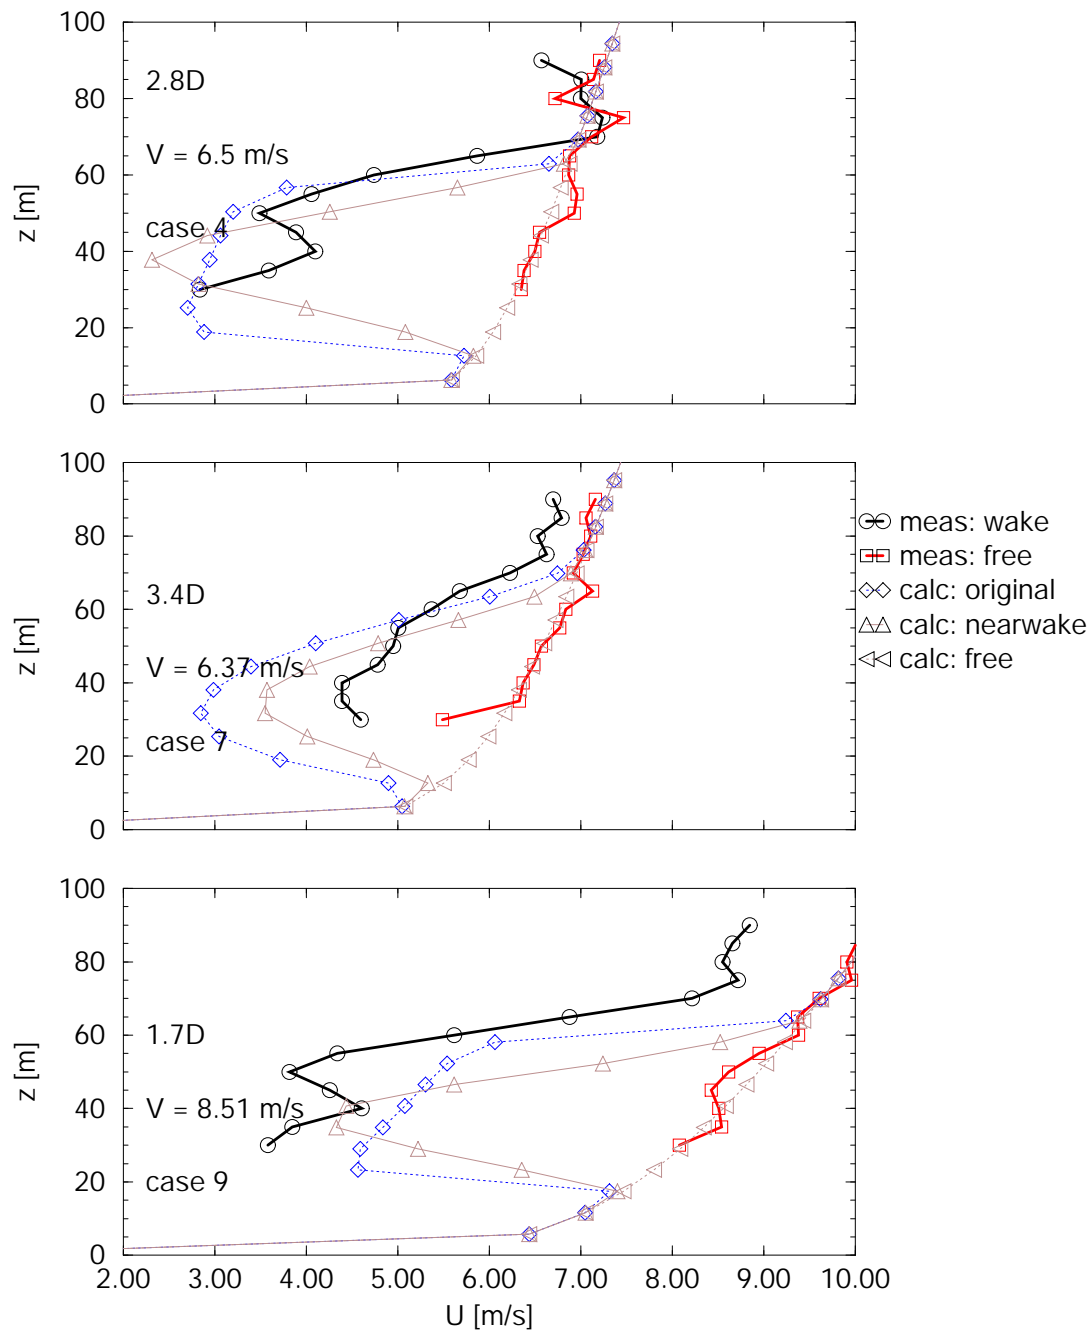 100
80
60
40
20
0
z [m]
2.8D
V = 6.5 m/s
case 4
100
80
60
40
20
0
z [m]
3.4D
V = 6.37 m/s
case 7
meas: wake
meas: free
calc: original
calc: nearwake
calc: free
100
80
60
40
20
0
z [m]
1.7D
V = 8.51 m/s
case 9
2.00 3.00 4.00 5.00 6.00 7.00 8.00 9.00 10.00
U [m/s]